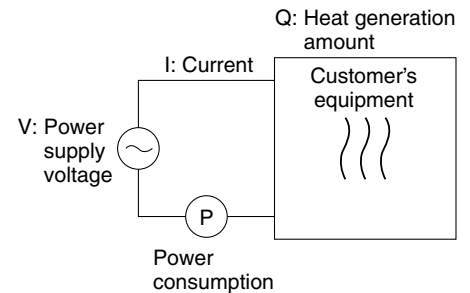 Q: Heat generation
amount
I: Current
Customer's
equipment
V: Power
supply
voltage
P
Power
consumption